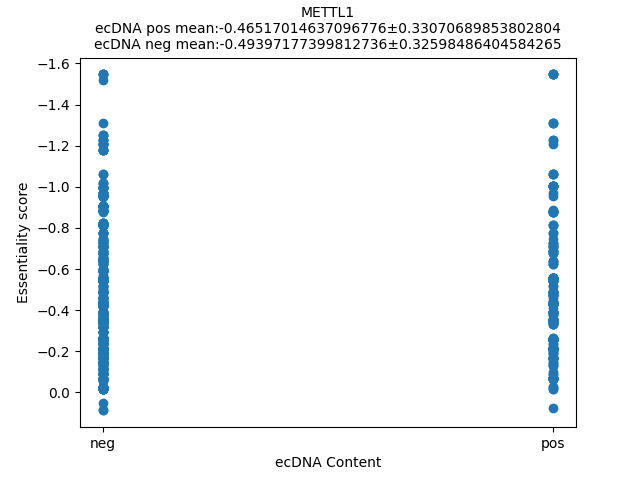 METTL1
ecDNA pos mean:-0.46517014637096776±0.33070689853802804
ecDNA neg mean:-0.49397177399812736±0.32598486404584265
−1.6
−1.4
−1.2
−1.0
−0.8
−0.6
−0.4
−0.2
0.0
Essentiality score
neg
pos
ecDNA Content